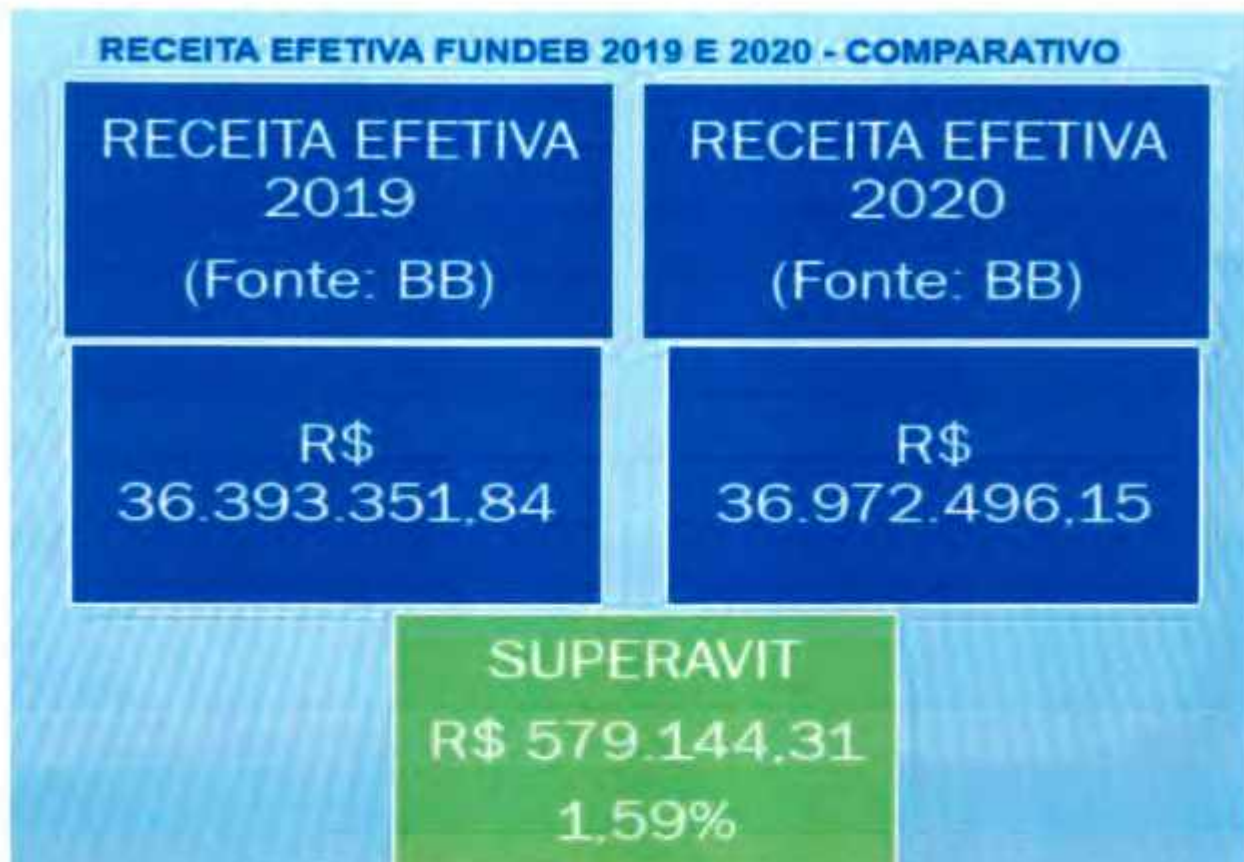 RECEITA EFETIVA FUNDEB 2019 E 2020 - COMPARATIVO
RECEITA EFETIVA
2019
(Fonte: BB)
RECEITA EFETIVA
2020
(Fonte: BB)
R$
36.393.351,84
R$
36.972.496,15
SUPERAVIT
R$ 579.144,31
1,59%